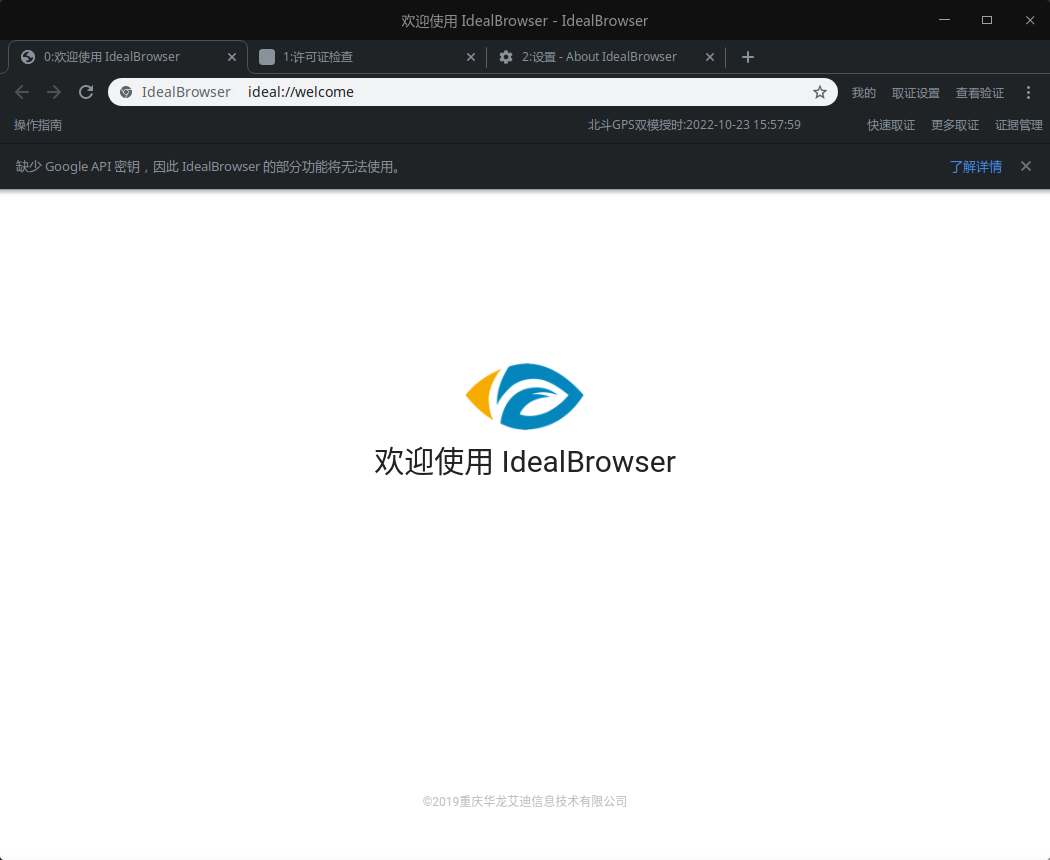 欢迎使用 IdealBrowser - IdealBrowser
0:欢迎使用 IdealBrowser
1:许可证检查
2:设置 - About IdealBrowser
IdealBrowser ideal://welcome
我的 取证设置 查看验证
操作指南 北斗GPS双模授时:2022-10-23 15:57:59 快速取证 更多取证 证据管理
缺少 Google API 密钥，因此 IdealBrowser 的部分功能将无法使用。 了解详情
欢迎使用 IdealBrowser
©2019重庆华龙艾迪信息技术有限公司